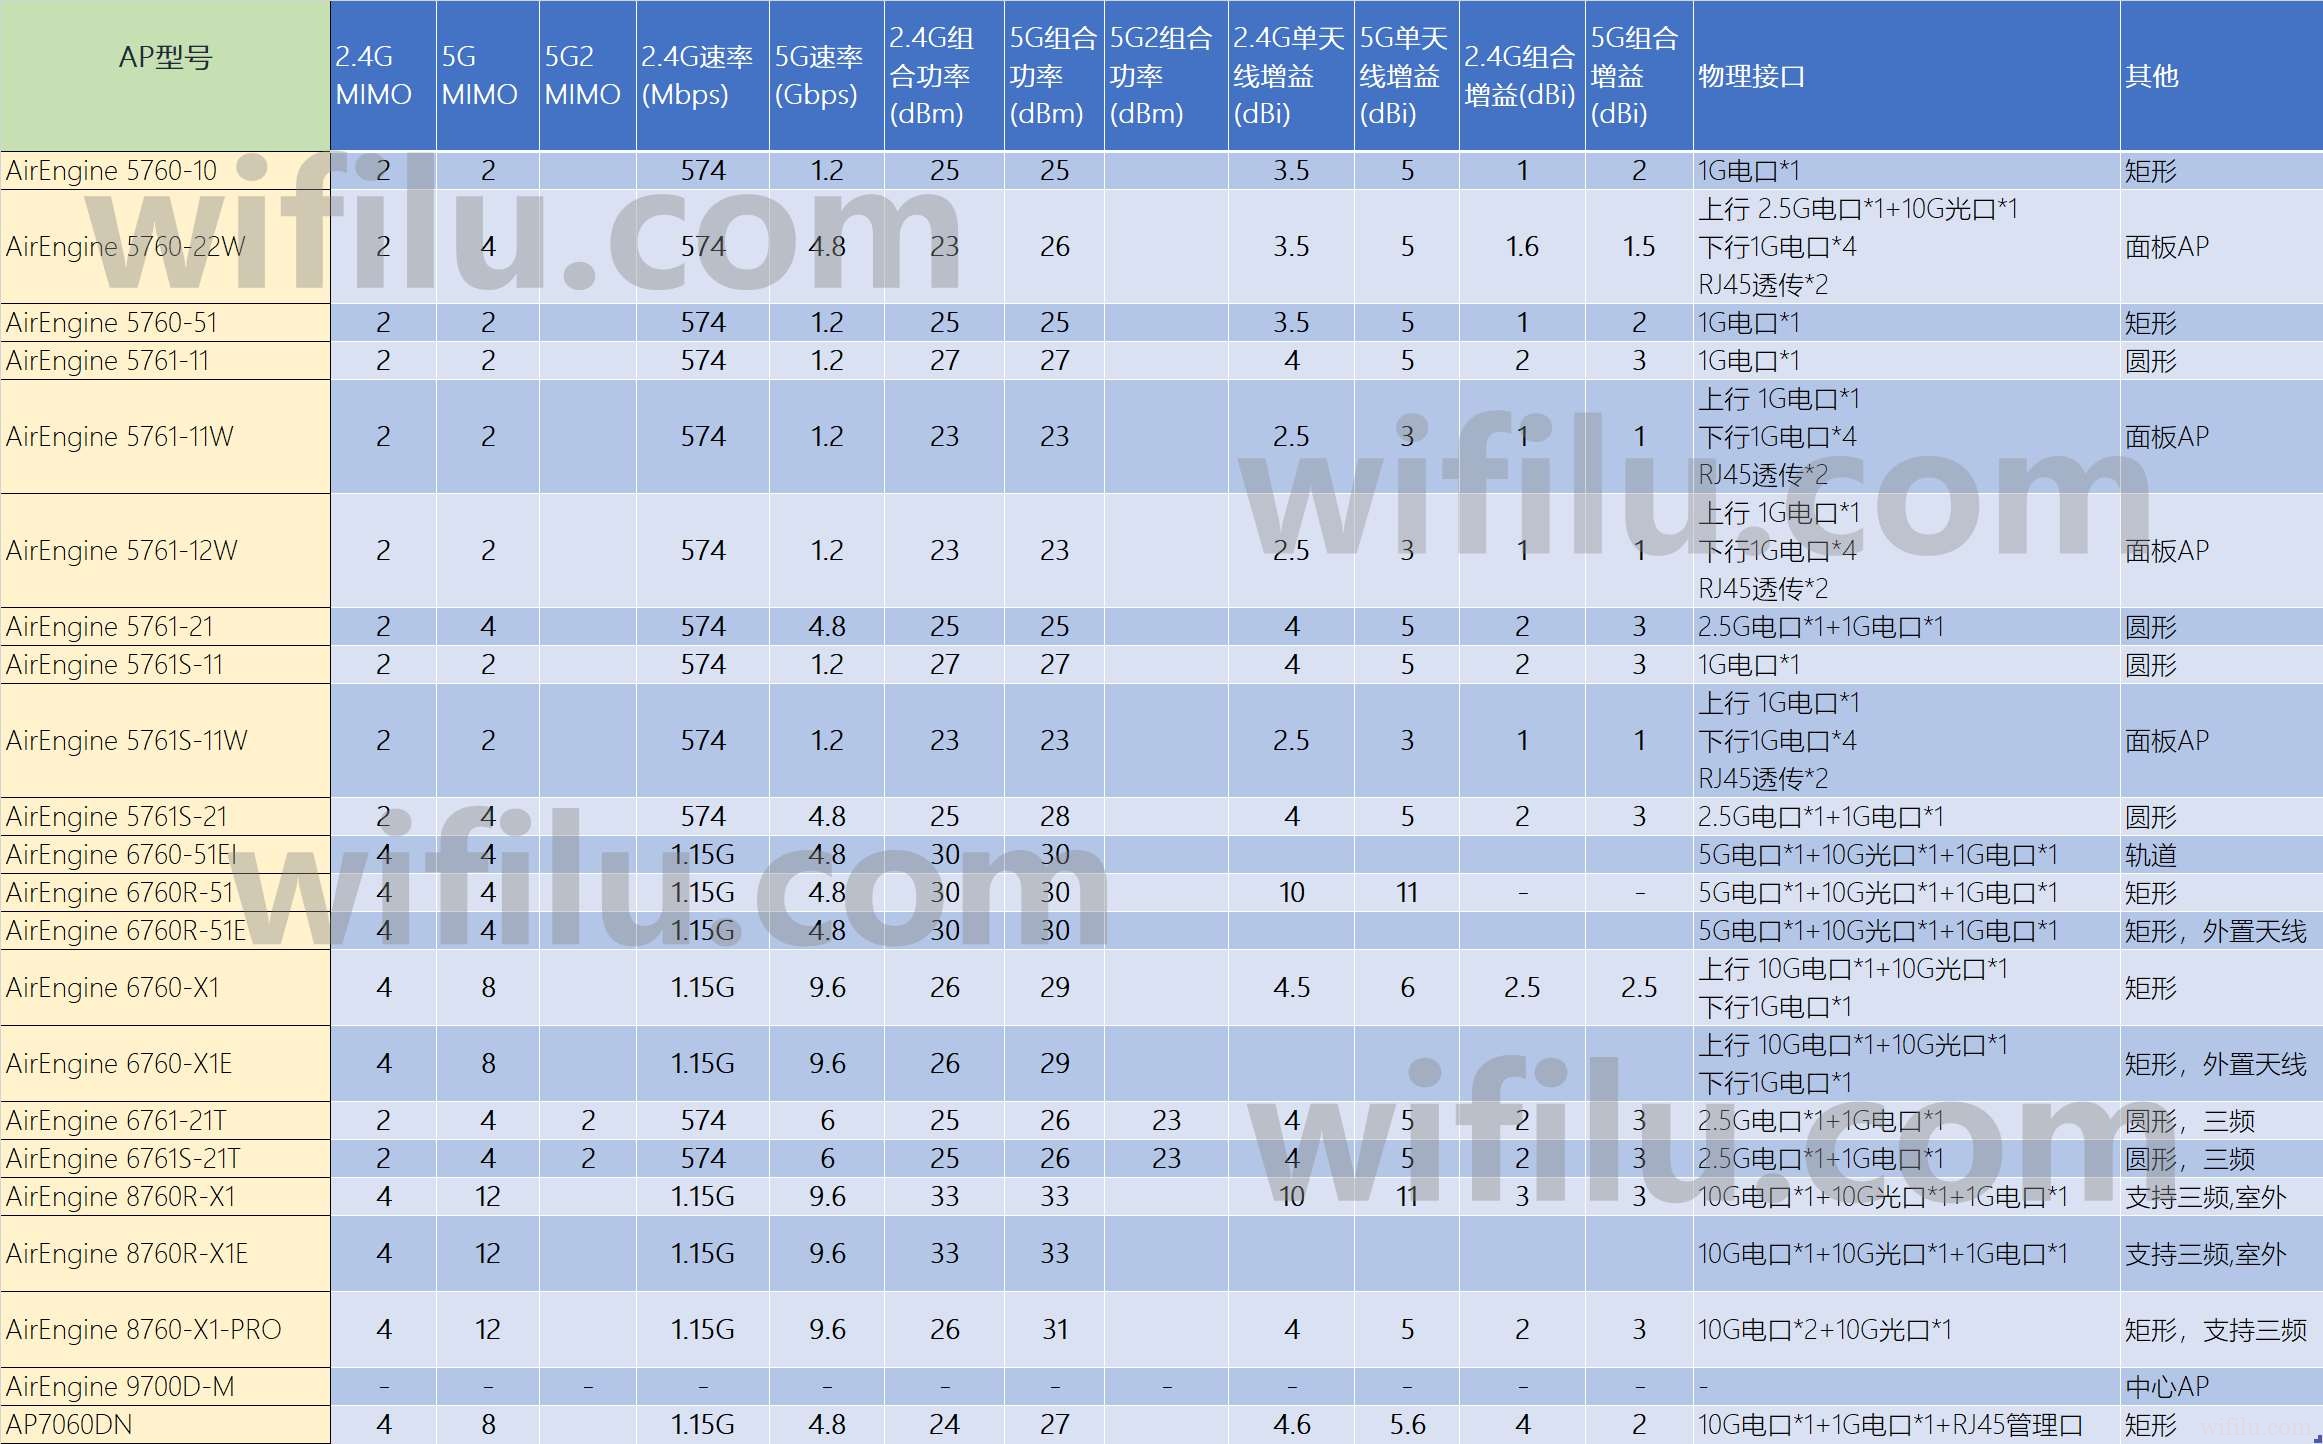 AP型号 2.4G MIMO 5G MIMO 5G2 MIMO 2.4G速率(Mbps) 5G速率(Gbps) 2.4G组合功率(dBm) 5G组合功率(dBm) 5G2组合功率(dBm) 2.4G单天线增益(dBi) 5G单天线增益(dBi) 2.4G组合增益(dBi) 5G组合增益(dBi) 物理接口 其他
AirEngine 5760-10 2 2 574 1.2 25 25 3.5 5 1 2 1G电口*1 矩形
AirEngine 5760-22W 2 4 574 4.8 23 26 3.5 5 1.6 1.5 上行 2.5G电口*1+10G光口*1
下行1G电口*4
RJ45透传*2 面板AP
AirEngine 5760-51 2 2 574 1.2 25 25 3.5 5 1 2 1G电口*1 矩形
AirEngine 5761-11 2 2 574 1.2 27 27 4 5 2 3 1G电口*1 圆形
AirEngine 5761-11W 2 2 574 1.2 23 23 2.5 3 1 1 上行 1G电口*1
下行1G电口*4
RJ45透传*2 面板AP
AirEngine 5761-12W 2 2 574 1.2 23 23 2.5 3 1 1 上行 1G电口*1
下行1G电口*4
RJ45透传*2 面板AP
AirEngine 5761-21 2 4 574 4.8 25 25 4 5 2 3 2.5G电口*1+1G电口*1 圆形
AirEngine 5761S-11 2 2 574 1.2 27 27 4 5 2 3 1G电口*1 圆形
AirEngine 5761S-11W 2 2 574 1.2 23 23 2.5 3 1 1 上行 1G电口*1
下行1G电口*4
RJ45透传*2 面板AP
AirEngine 5761S-21 2 4 574 4.8 25 28 4 5 2 3 2.5G电口*1+1G电口*1 圆形
AirEngine 6760-51EI 4 4 1.15G 4.8 30 30 5G电口*1+10G光口*1+1G电口*1 轨道
AirEngine 6760R-51 4 4 1.15G 4.8 30 30 10 11 - - 5G电口*1+10G光口*1+1G电口*1 矩形
AirEngine 6760R-51E 4 4 1.15G 4.8 30 30 5G电口*1+10G光口*1+1G电口*1 矩形，外置天线
AirEngine 6760-X1 4 8 1.15G 9.6 26 29 4.5 6 2.5 2.5 上行 10G电口*1+10G光口*1
下行1G电口*1 矩形
AirEngine 6760-X1E 4 8 1.15G 9.6 26 29 上行 10G电口*1+10G光口*1
下行1G电口*1 矩形，外置天线
AirEngine 6761-21T 2 4 2 574 6 25 26 23 4 5 2 3 2.5G电口*1+1G电口*1 圆形，三频
AirEngine 6761S-21T 2 4 2 574 6 25 26 23 4 5 2 3 2.5G电口*1+1G电口*1 圆形，三频
AirEngine 8760R-X1 4 12 1.15G 9.6 33 33 10 11 3 3 10G电口*1+10G光口*1+1G电口*1 支持三频,室外
AirEngine 8760R-X1E 4 12 1.15G 9.6 33 33 10G电口*1+10G光口*1+1G电口*1 支持三频,室外
AirEngine 8760-X1-PRO 4 12 1.15G 9.6 26 31 4 5 2 3 10G电口*2+10G光口*1 矩形，支持三频
AirEngine 9700D-M - - - - - - - - - - - - - 中心AP
AP7060DN 4 8 1.15G 4.8 24 27 4.6 5.6 4 2 10G电口*1+1G电口*1+RJ45管理口 矩形
wifilu.com
wifilu.com
wifilu.com
wifilu.com
wifilu.com